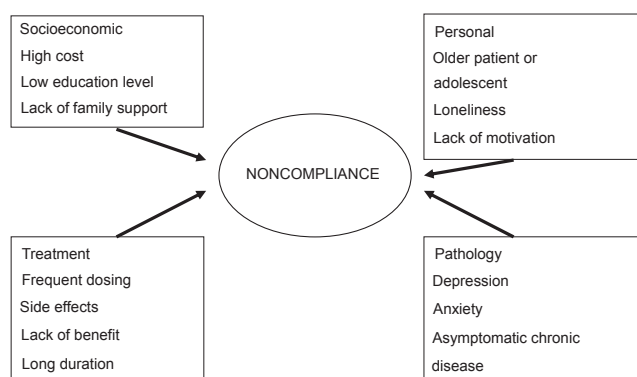 Socioeconomic
High cost
Low education level
Lack of family support
Personal
Older patient or
adolescent
Loneliness
Lack of motivation
NONCOMPLIANCE
Treatment
Frequent dosing
Side effects
Lack of benefit
Long duration
Pathology
Depression
Anxiety
Asymptomatic chronic
disease